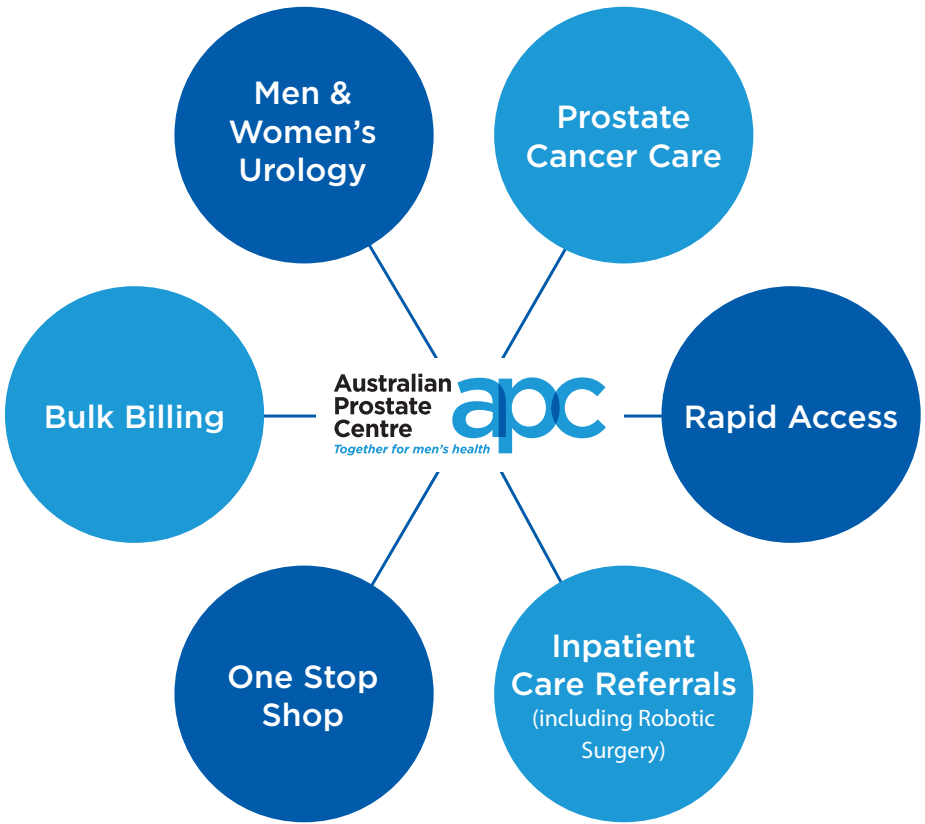 Men &
Women's
Urology
Prostate
Cancer Care
Bulk Billing
Australian
Prostate
Centre
Together for men's health
apc
Rapid Access
One Stop
Shop
Inpatient
Care Referrals
(including Robotic
Surgery)